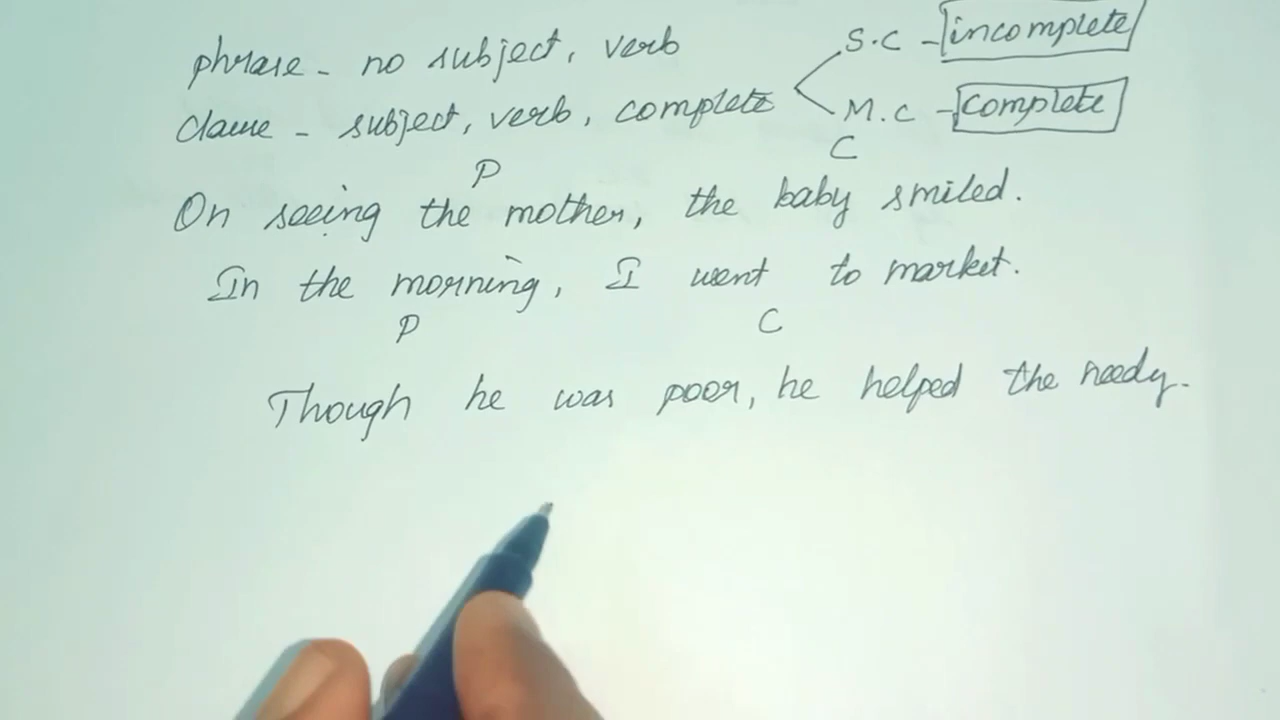 phrase - no subject, verb
S.C - incomplete
clause - subject, verb, complete
M.C - complete
P C
On seeing the mother, the baby smiled.
In the morning, I went to market.
P C
Though he was poor, he helped the needy.